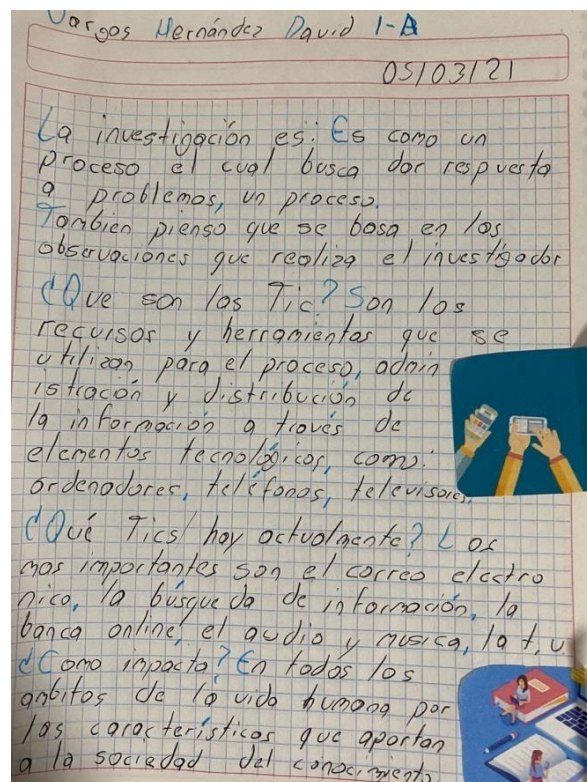 Vargas Hernández David 1-A
05/03/21
La investigación es: Es como un
proceso el cual busca dar respuesta
a problemas, un proceso.
Tombien pienso que se basa en las
observaciones que realiza el investigador
¿Que son las Tic? Son los
recursos y herramientas que se
utilizan para el proceso, admin
istración y distribución de
la información a través de
elementos tecnológicos, como:
ordenadores, teléfonos, televisores,
¿Qué Tics hay actualmente? Las
mas importantes son el correo electro
nico, la búsqueda de información, la
banca online, el audio y musica, la t,v
¿Como impacta? En todos los
ambitos de la vida humana por
las características que aportan
a la sociedad del conocimiento